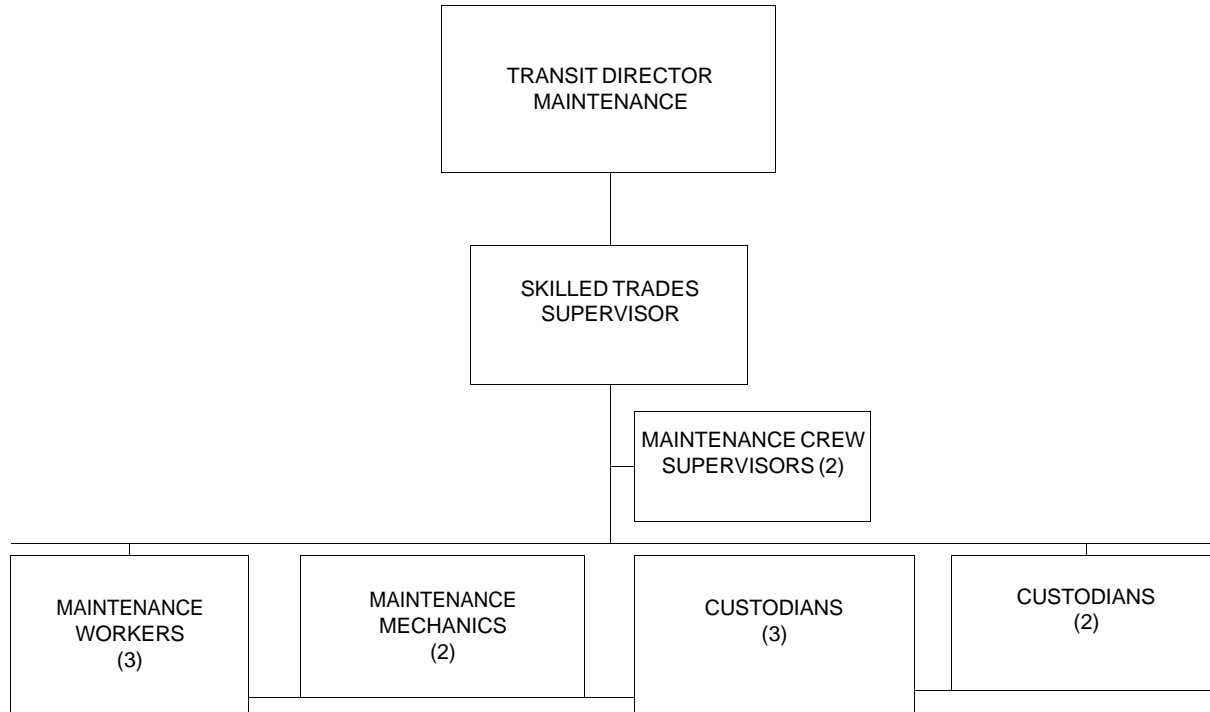 TRANSIT DIRECTOR
MAINTENANCE
SKILLED TRADES
SUPERVISOR
MAINTENANCE CREW
SUPERVISORS (2)
MAINTENANCE
WORKERS
(3)
MAINTENANCE
MECHANICS
(2)
CUSTODIANS
(3)
CUSTODIANS
(2)